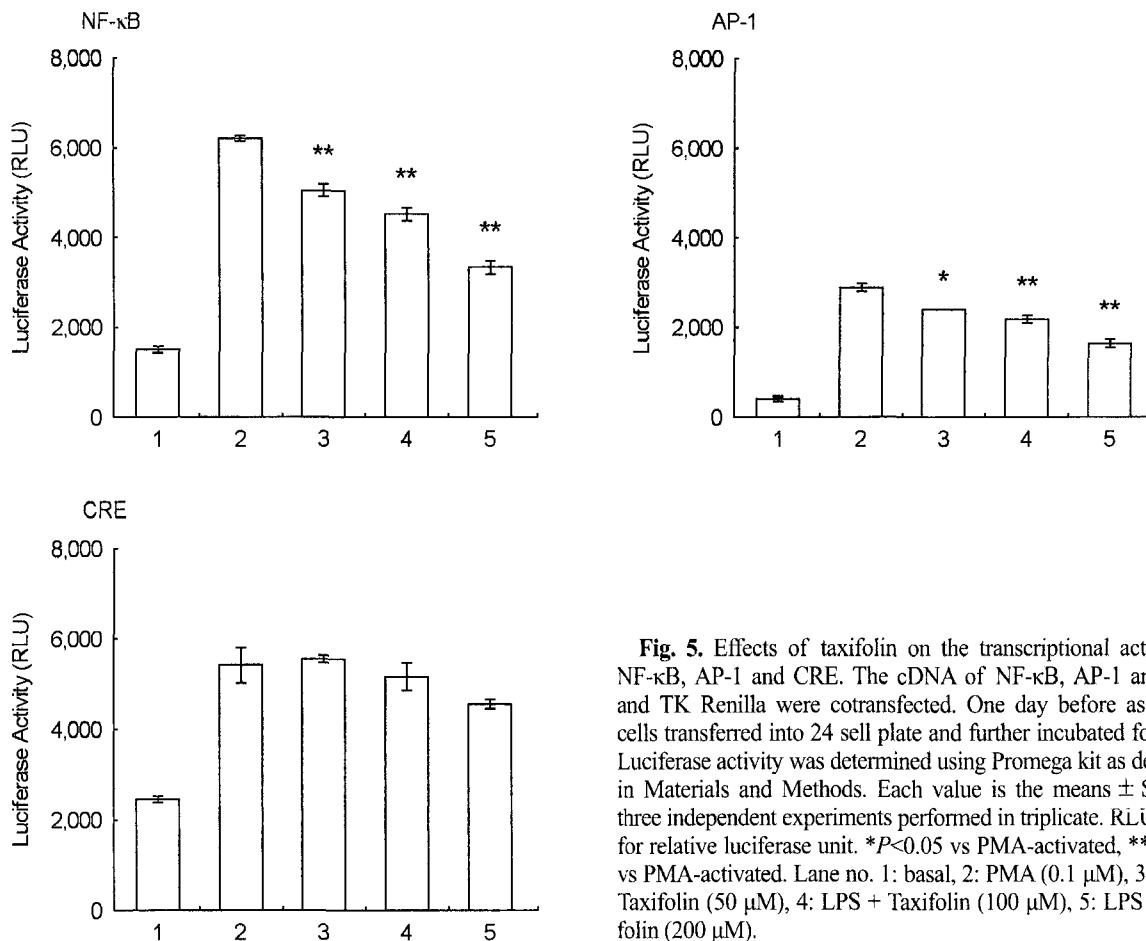 NF-κB
8,000
6,000
4,000
2,000
0
Luciferase Activity (RLU)
**
**
**
1 2 3 4 5
AP-1
8,000
6,000
4,000
2,000
0
Luciferase Activity (RLU)
*
**
**
1 2 3 4 5
CRE
8,000
6,000
4,000
2,000
0
Luciferase Activity (RLU)
1 2 3 4 5
Fig. 5. Effects of taxifolin on the transcriptional act
NF-κB, AP-1 and CRE. The cDNA of NF-κB, AP-1 ar
and TK Renilla were cotransfected. One day before as
cells transferred into 24 sell plate and further incubated fo
Luciferase activity was determined using Promega kit as de
in Materials and Methods. Each value is the means ± S
three independent experiments performed in triplicate. RLU
for relative luciferase unit. *P<0.05 vs PMA-activated, **
vs PMA-activated. Lane no. 1: basal, 2: PMA (0.1 μM), 3:
Taxifolin (50 μM), 4: LPS + Taxifolin (100 μM), 5: LPS
folin (200 μM).